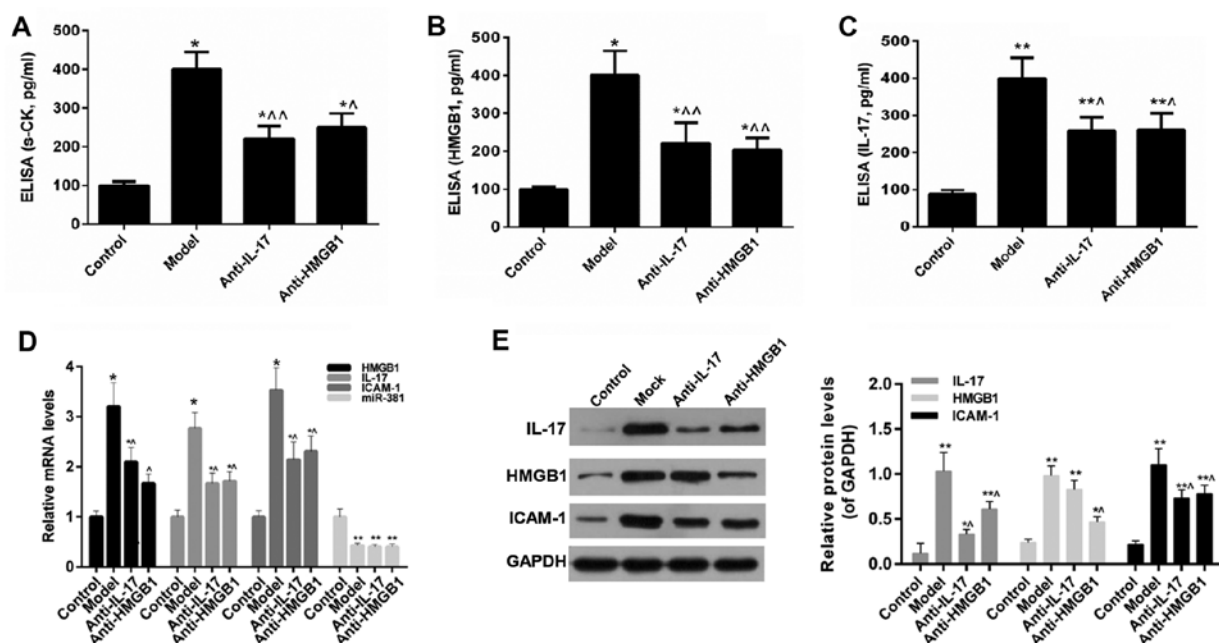 A
ELISA (s-CK, pg/ml)
500
400
300
200
100
0
*
*^^
*^
Control
Model
Anti-IL-17
Anti-HMGB1
B
ELISA (HMGB1, pg/ml)
500
400
300
200
100
0
*
*^^
*^^
Control
Model
Anti-IL-17
Anti-HMGB1
C
ELISA (IL-17, pg/ml)
500
400
300
200
100
0
**
**^
**^
Control
Model
Anti-IL-17
Anti-HMGB1
D
Relative mRNA levels
4
3
2
1
0
HMGB1
IL-17
ICAM-1
miR-381
*
*^
^
*
*^
*^
*
*^
*^
**
**
**
Control
Model
Anti-IL-17
Anti-HMGB1
Control
Model
Anti-IL-17
Anti-HMGB1
Control
Model
Anti-IL-17
Anti-HMGB1
Control
Model
Anti-IL-17
Anti-HMGB1
E
Control
Mock
Anti-IL-17
Anti-HMGB1
IL-17
HMGB1
ICAM-1
GAPDH
Relative protein levels
(of GAPDH)
2.0
1.5
1.0
0.5
0.0
IL-17
HMGB1
ICAM-1
**
*^
**^
**
**
*^
**
**^
**^
Control
Model
Anti-IL-17
Anti-HMGB1
Control
Model
Anti-IL-17
Anti-HMGB1
Control
Model
Anti-IL-17
Anti-HMGB1